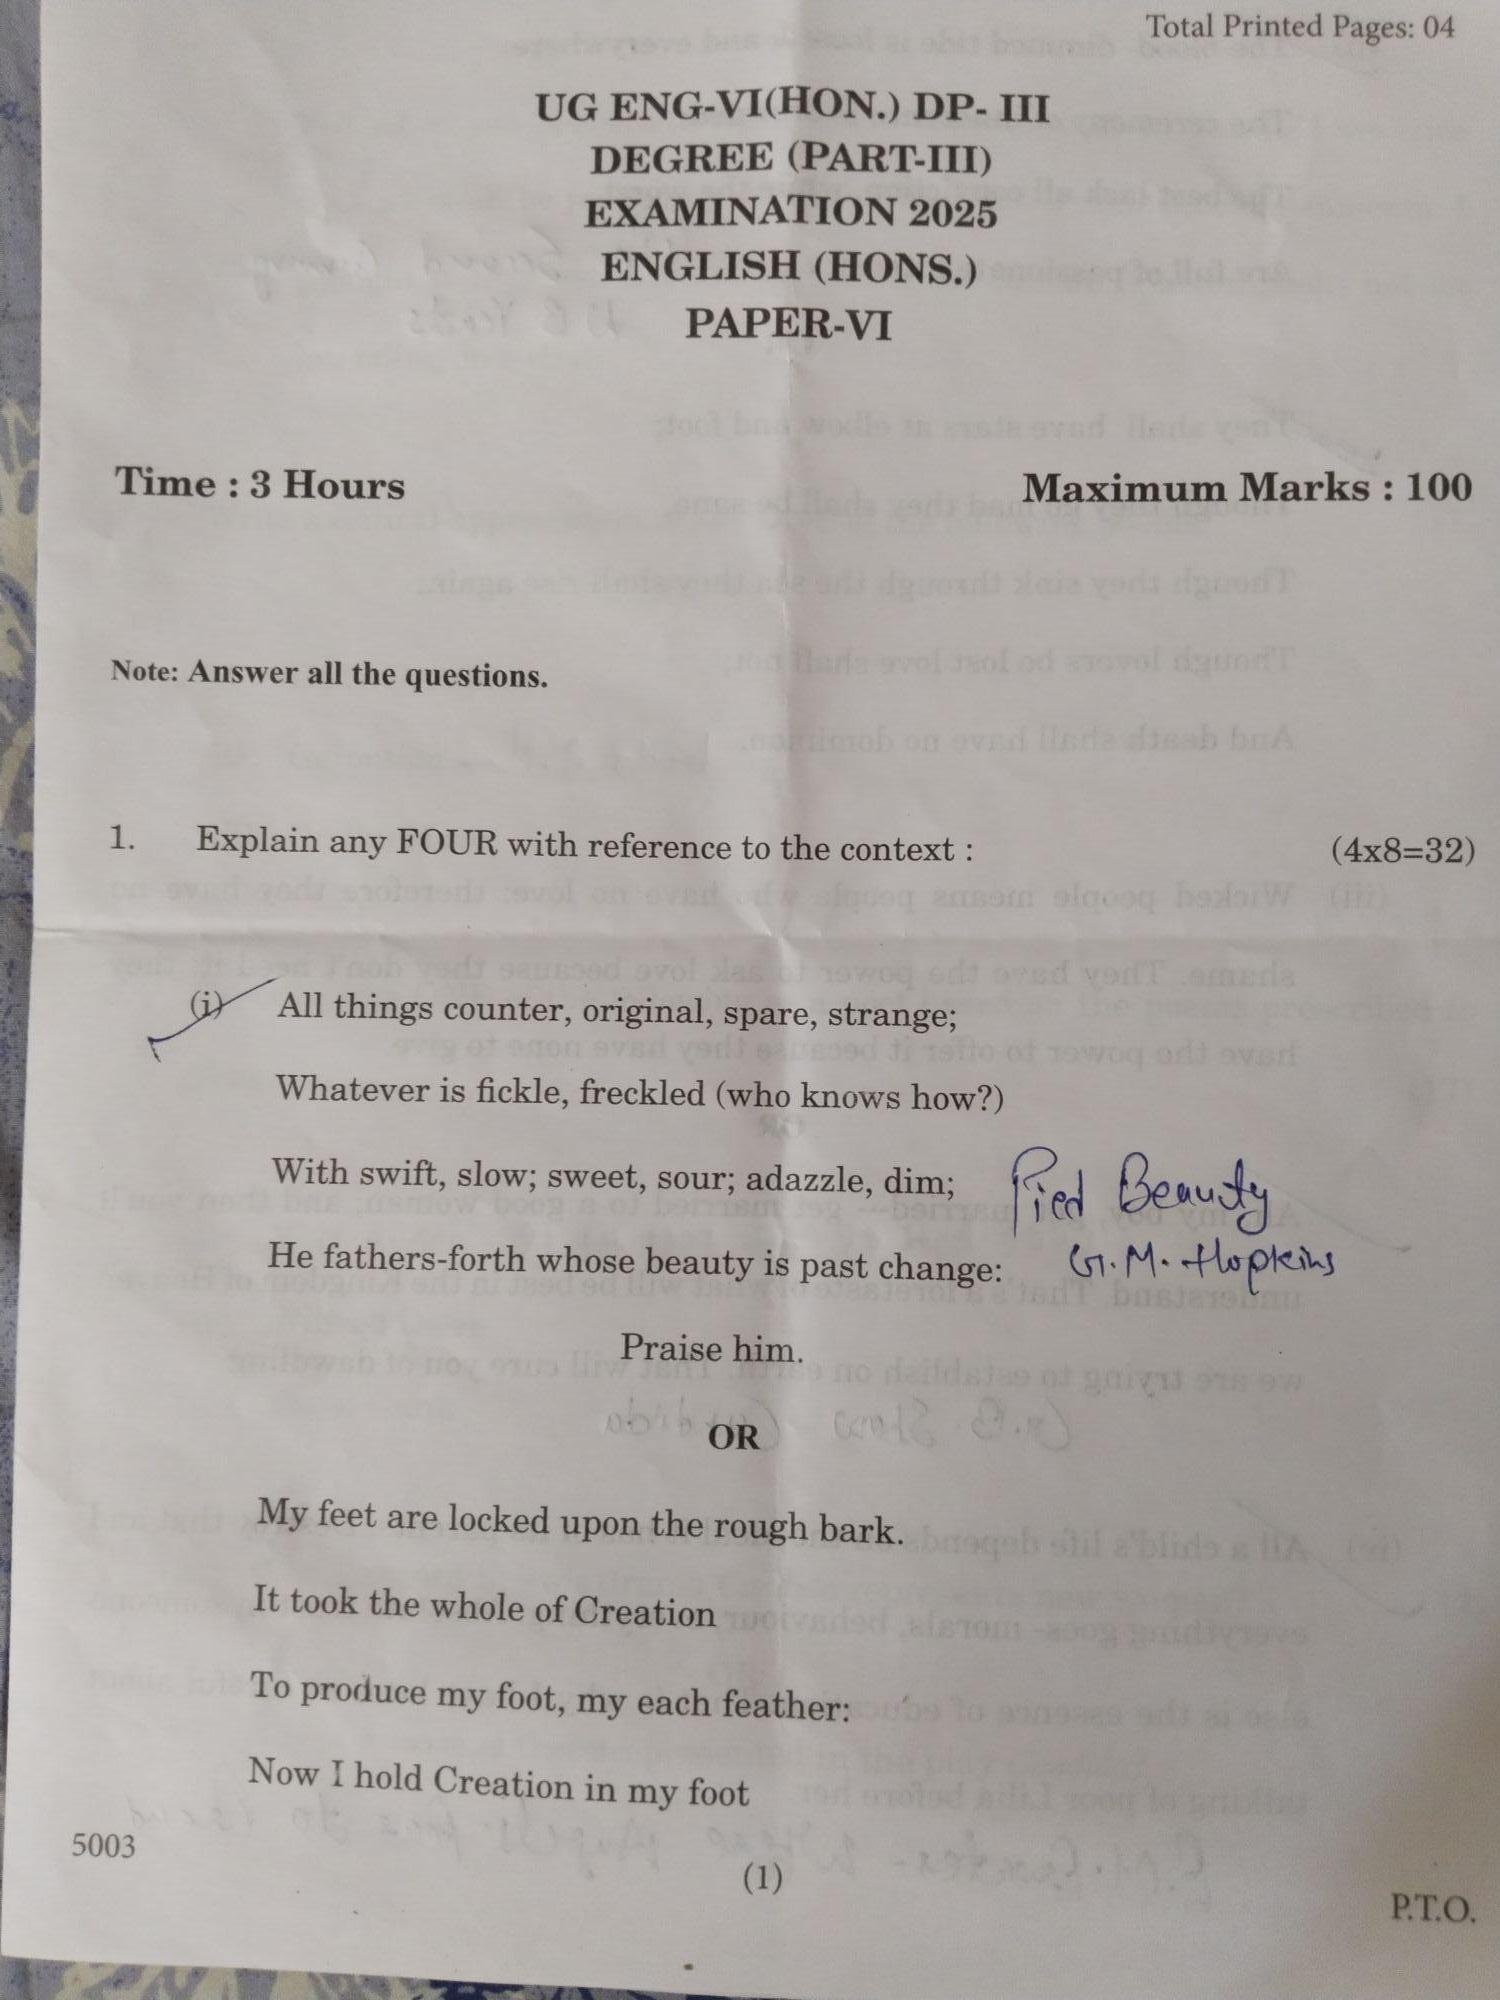 Total Printed Pages: 04
UG ENG-VI(HON.) DP- III
DEGREE (PART-III)
EXAMINATION 2025
ENGLISH (HONS.)
PAPER-VI
Time : 3 Hours Maximum Marks : 100
Note: Answer all the questions.
1. Explain any FOUR with reference to the context : (4x8=32)
(i) All things counter, original, spare, strange;
Whatever is fickle, freckled (who knows how?)
With swift, slow; sweet, sour; adazzle, dim; Pied Beauty
He fathers-forth whose beauty is past change: G.M. Hopkins
Praise him.
OR
My feet are locked upon the rough bark.
It took the whole of Creation
To produce my foot, my each feather:
Now I hold Creation in my foot
5003
(1)
P.T.O.